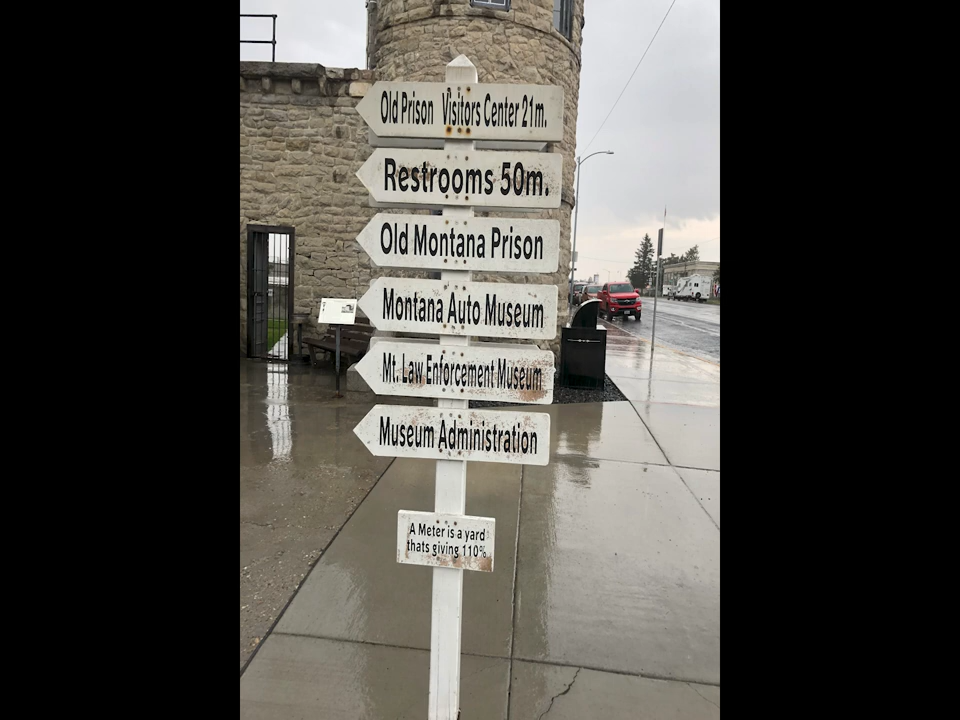 Old Prison Visitors Center 21m.
Restrooms 50m.
Old Montana Prison
Montana Auto Museum
Mt. Law Enforcement Museum
Museum Administration
A Meter is a yard
thats giving 110%